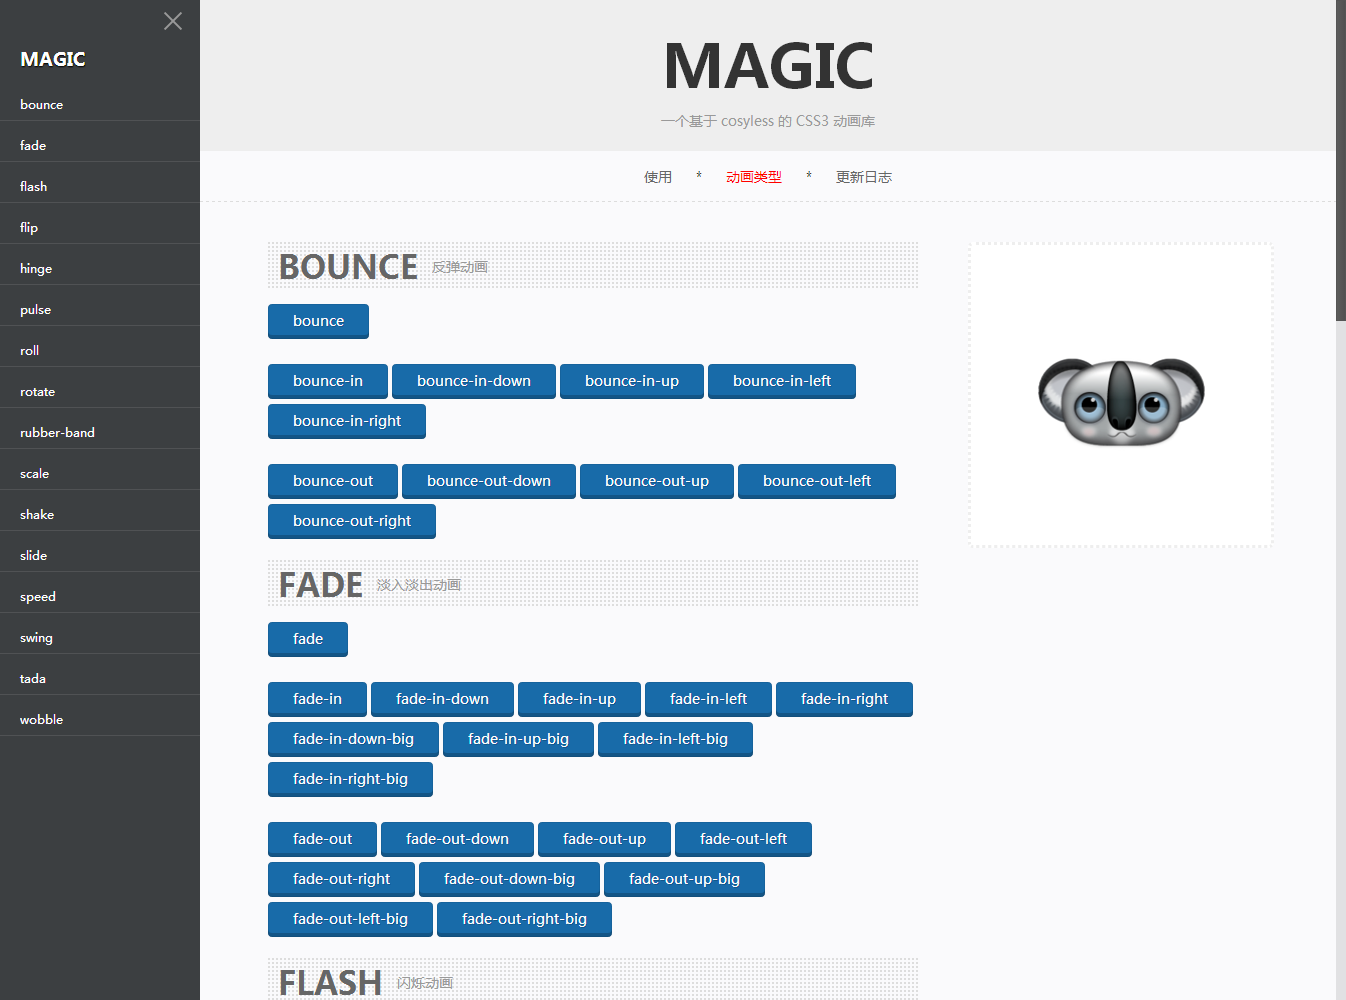 MAGIC
bounce
fade
flash
flip
hinge
pulse
roll
rotate
rubber-band
scale
shake
slide
speed
swing
tada
wobble
MAGIC
一个基于 cosyless 的 CSS3 动画库
使用 * 动画类型 * 更新日志
BOUNCE 反弹动画
bounce
bounce-in bounce-in-down bounce-in-up bounce-in-left
bounce-in-right
bounce-out bounce-out-down bounce-out-up bounce-out-left
bounce-out-right
FADE 淡入淡出动画
fade
fade-in fade-in-down fade-in-up fade-in-left fade-in-right
fade-in-down-big fade-in-up-big fade-in-left-big
fade-in-right-big
fade-out fade-out-down fade-out-up fade-out-left
fade-out-right fade-out-down-big fade-out-up-big
fade-out-left-big fade-out-right-big
FLASH 闪烁动画